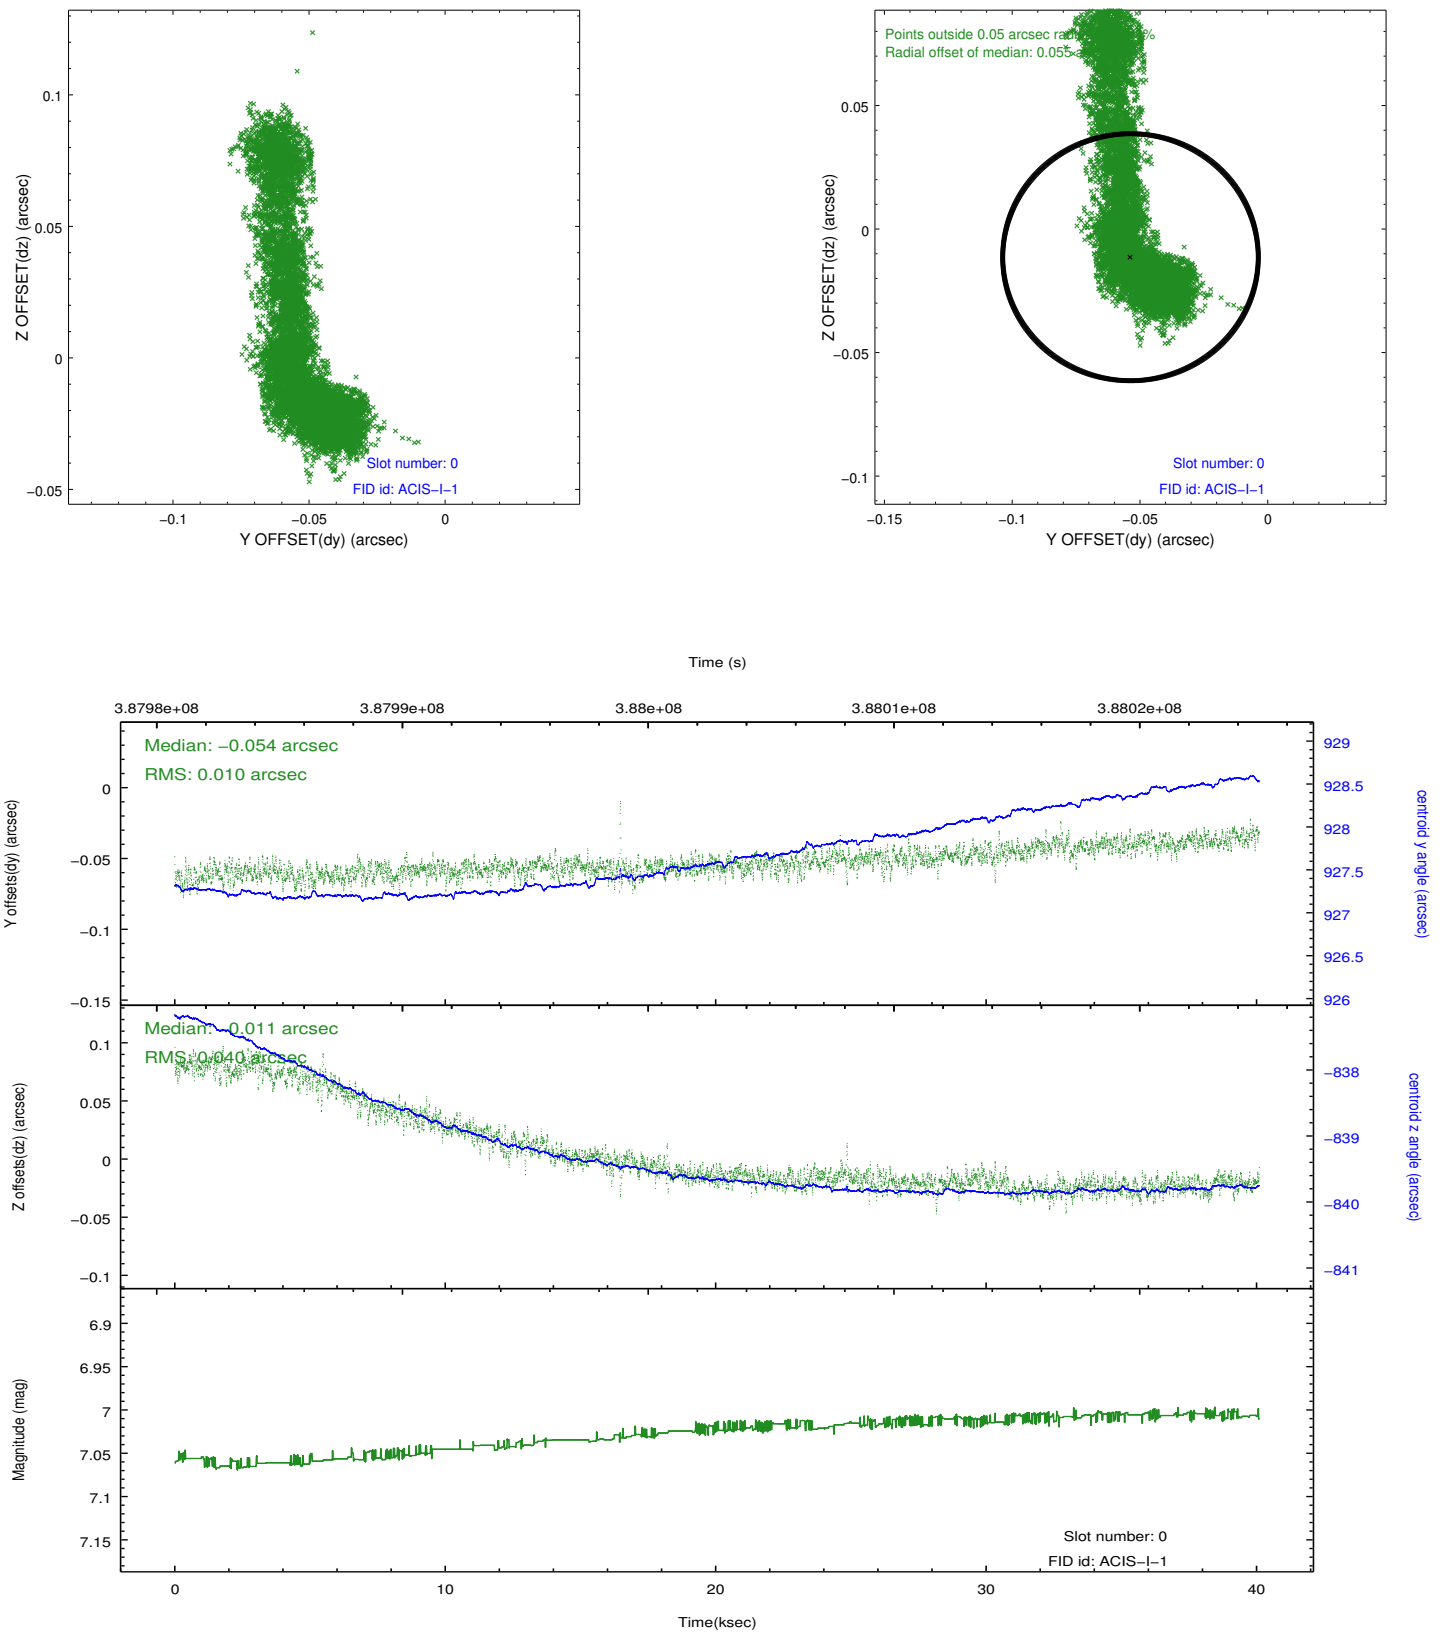 0.1
0.05
0
−0.05
−0.1
−0.05
0
Z OFFSET(dz) (arcsec)
Y OFFSET(dy) (arcsec)
Slot number: 0
FID id: ACIS−I−1
Points outside 0.05 arcsec %
Radial offset of median: 0.055
0.05
0
−0.05
−0.1
−0.15
−0.1
−0.05
0
Z OFFSET(dz) (arcsec)
Y OFFSET(dy) (arcsec)
Slot number: 0
FID id: ACIS−I−1
Time (s)
3.8798e+08 3.8799e+08 3.88e+08 3.8801e+08 3.8802e+08
Median: −0.054 arcsec
RMS: 0.010 arcsec
0
−0.05
−0.1
−0.15
Y offsets(dy) (arcsec)
929
928.5
928
927.5
927
926.5
926
centroid y angle (arcsec)
Median: −0.011 arcsec
RMS: 0.040 arcsec
0.1
0.05
0
−0.05
−0.1
Z offsets(dz) (arcsec)
−838
−839
−840
−841
centroid z angle (arcsec)
6.9
6.95
7
7.05
7.1
7.15
Magnitude (mag)
Slot number: 0
FID id: ACIS−I−1
0 10 20 30 40
Time(ksec)